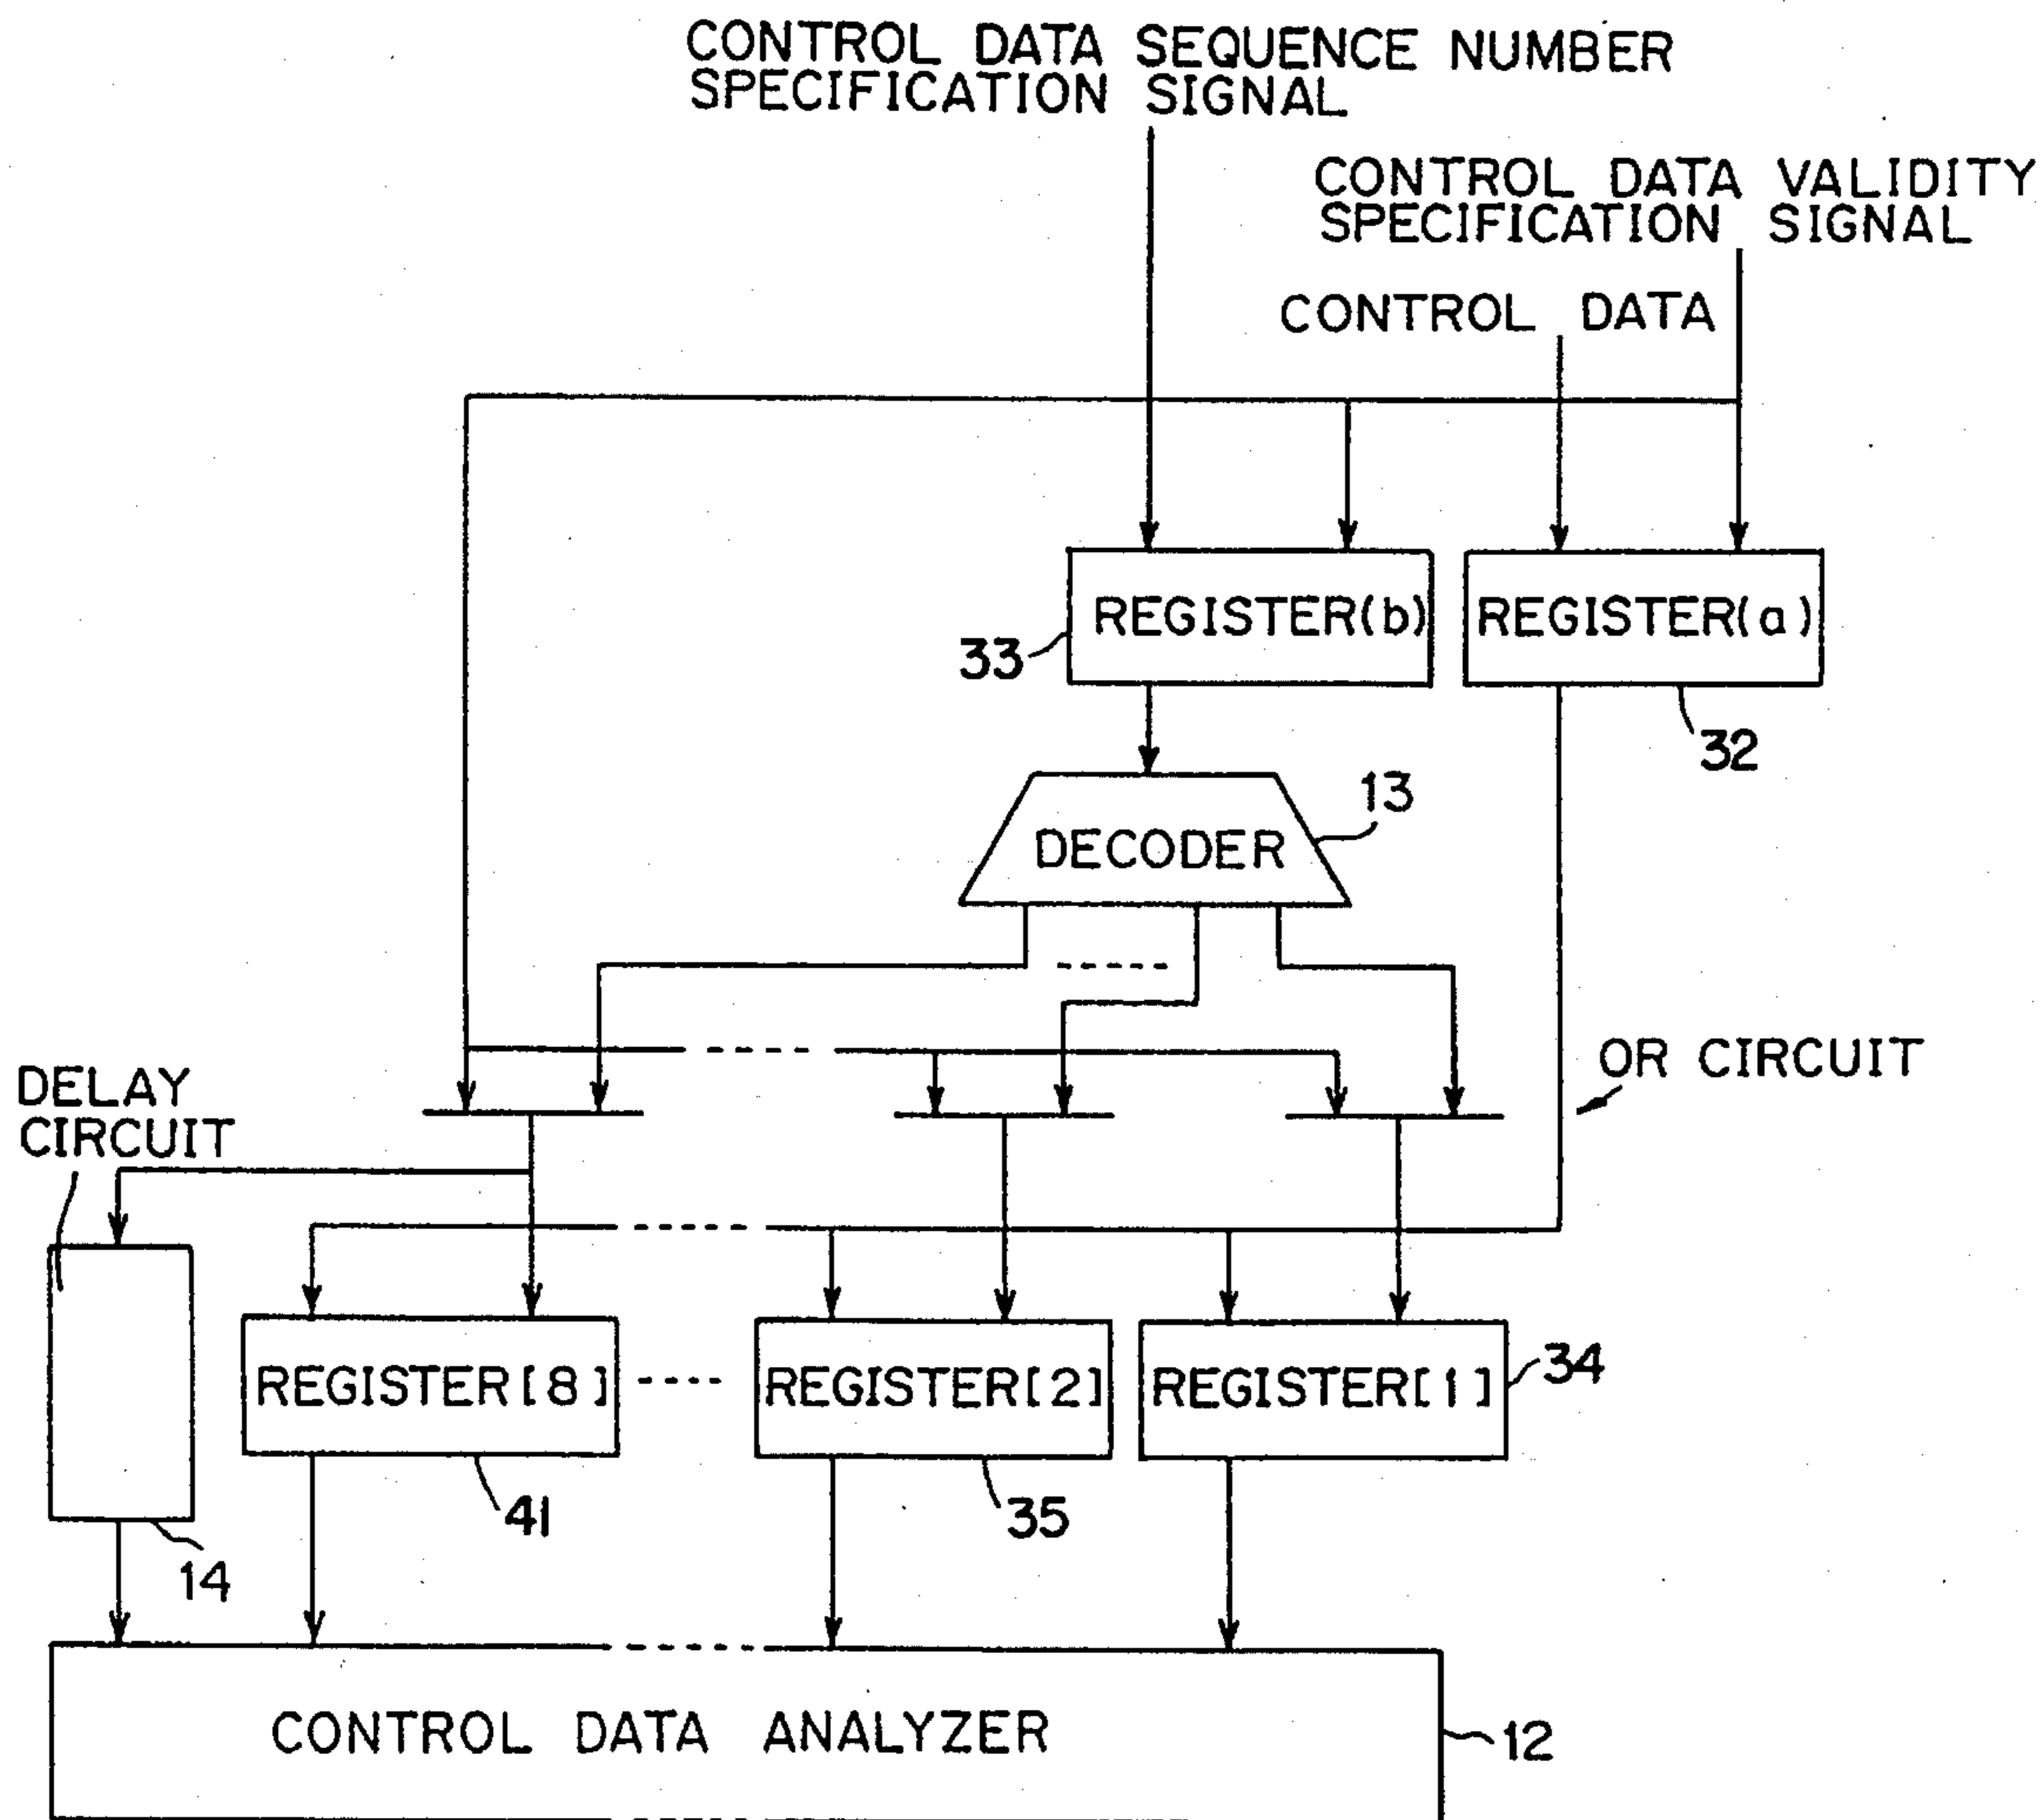 CONTROL DATA SEQUENCE NUMBER
SPECIFICATION SIGNAL
CONTROL DATA VALIDITY
SPECIFICATION SIGNAL
CONTROL DATA
REGISTER(b)
REGISTER(a)
33
32
13
DECODER
OR CIRCUIT
DELAY
CIRCUIT
REGISTER[8]
REGISTER[2]
REGISTER[1]
34
41
35
14
CONTROL DATA ANALYZER
12